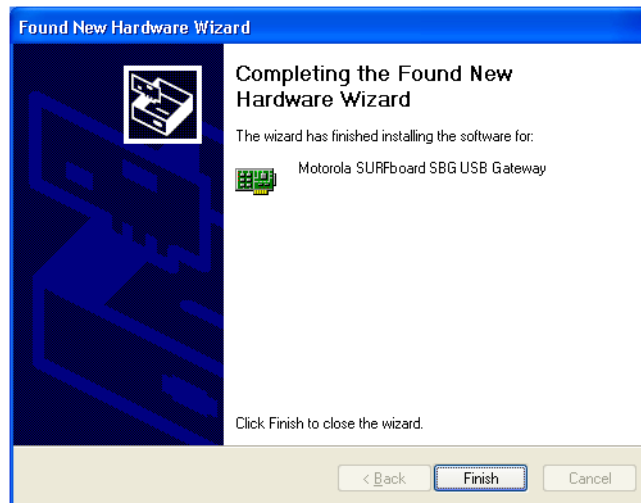 Found New Hardware Wizard
Completing the Found New
Hardware Wizard
The wizard has finished installing the software for:
Motorola SURFboard SBG USB Gateway
Click Finish to close the wizard.
< Back
Finish
Cancel